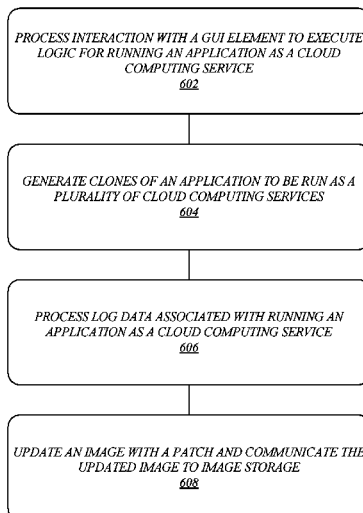 PROCESS INTERACTION WITH A GUI ELEMENT TO EXECUTE
LOGIC FOR RUNNING AN APPLICATION AS A CLOUD
COMPUTING SERVICE
602
GENERATE CLONES OF AN APPLICATION TO BE RUN AS A
PLURALITY OF CLOUD COMPUTING SERVICES
604
PROCESS LOG DATA ASSOCIATED WITH RUNNING AN
APPLICATION AS A CLOUD COMPUTING SERVICE
606
UPDATE AN IMAGE WITH A PATCH AND COMMUNICATE THE
UPDATED IMAGE TO IMAGE STORAGE
608